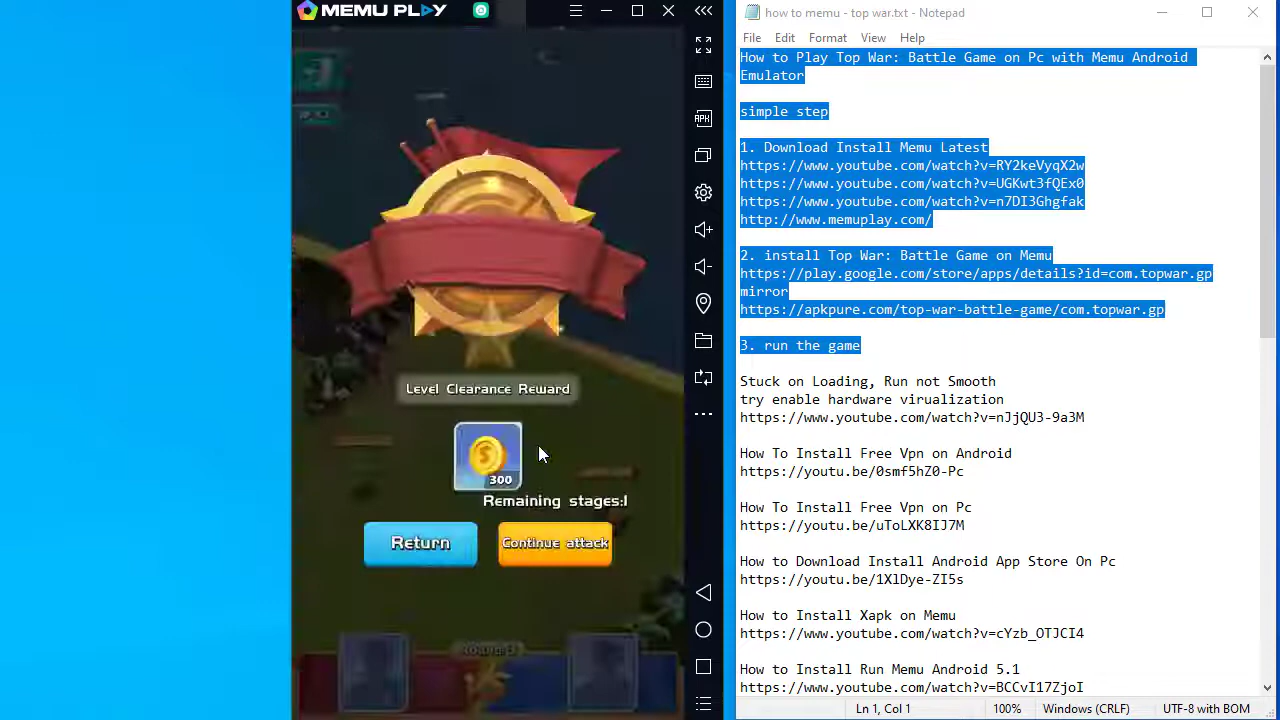 MEMU PLAY
Level Clearance Reward
300
Remaining stages:1
Return
Continue attack
APK
how to memu - top war.txt - Notepad
File Edit Format View Help
How to Play Top War: Battle Game on Pc with Memu Android
Emulator
simple step
1. Download Install Memu Latest
https://www.youtube.com/watch?v=RY2keVyqX2w
https://www.youtube.com/watch?v=UGKwt3fQEx0
https://www.youtube.com/watch?v=n7DI3Ghgfak
http://www.memuplay.com/
2. install Top War: Battle Game on Memu
https://play.google.com/store/apps/details?id=com.topwar.gp
mirror
https://apkpure.com/top-war-battle-game/com.topwar.gp
3. run the game
Stuck on Loading, Run not Smooth
try enable hardware virualization
https://www.youtube.com/watch?v=nJjQU3-9a3M
How To Install Free Vpn on Android
https://youtu.be/0smf5hZ0-Pc
How To Install Free Vpn on Pc
https://youtu.be/uToLXK8IJ7M
How to Download Install Android App Store On Pc
https://youtu.be/1XlDye-ZI5s
How to Install Xapk on Memu
https://www.youtube.com/watch?v=cYzb_OTJCI4
How to Install Run Memu Android 5.1
https://www.youtube.com/watch?v=BCCvI17ZjoI
Ln 1, Col 1 100% Windows (CRLF) UTF-8 with BOM